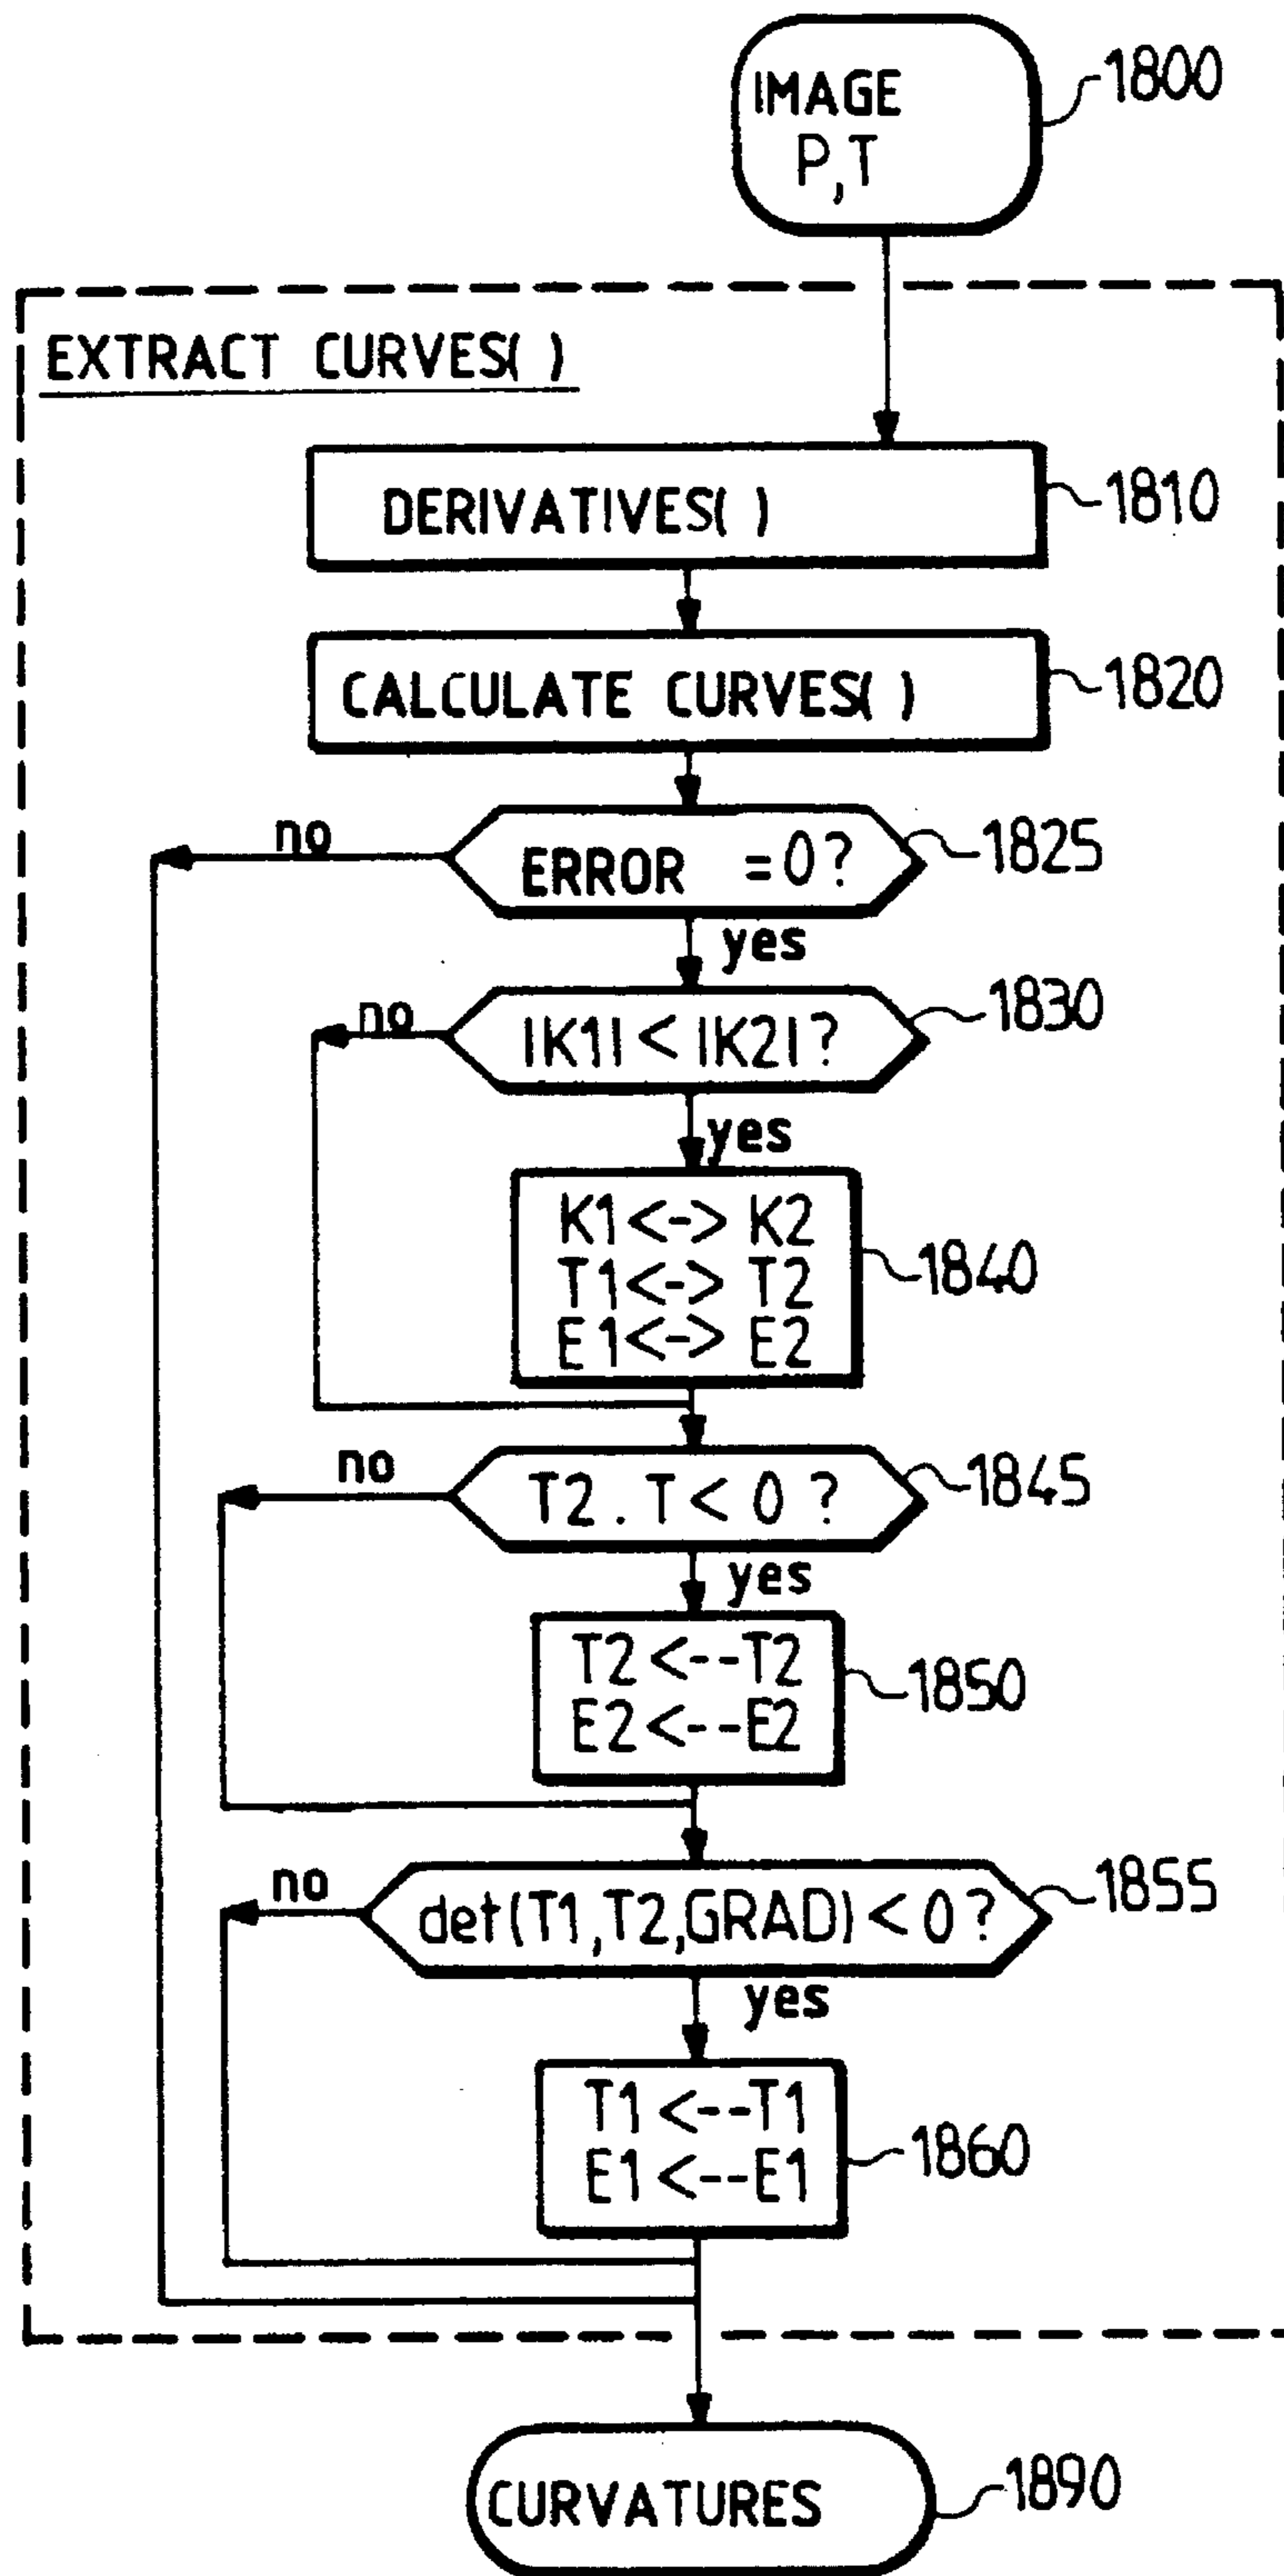 IMAGE
P,T
1800
EXTRACT CURVES( )
DERIVATIVES( )
1810
CALCULATE CURVES( )
1820
ERROR = 0 ?
1825
no
yes
|K1| < |K2| ?
1830
no
yes
K1 <-> K2
T1 <-> T2
E1 <-> E2
1840
T2 . T < 0 ?
1845
no
yes
T2 <--T2
E2 <--E2
1850
det(T1,T2,GRAD) < 0 ?
1855
no
yes
T1 <--T1
E1 <--E1
1860
CURVATURES
1890